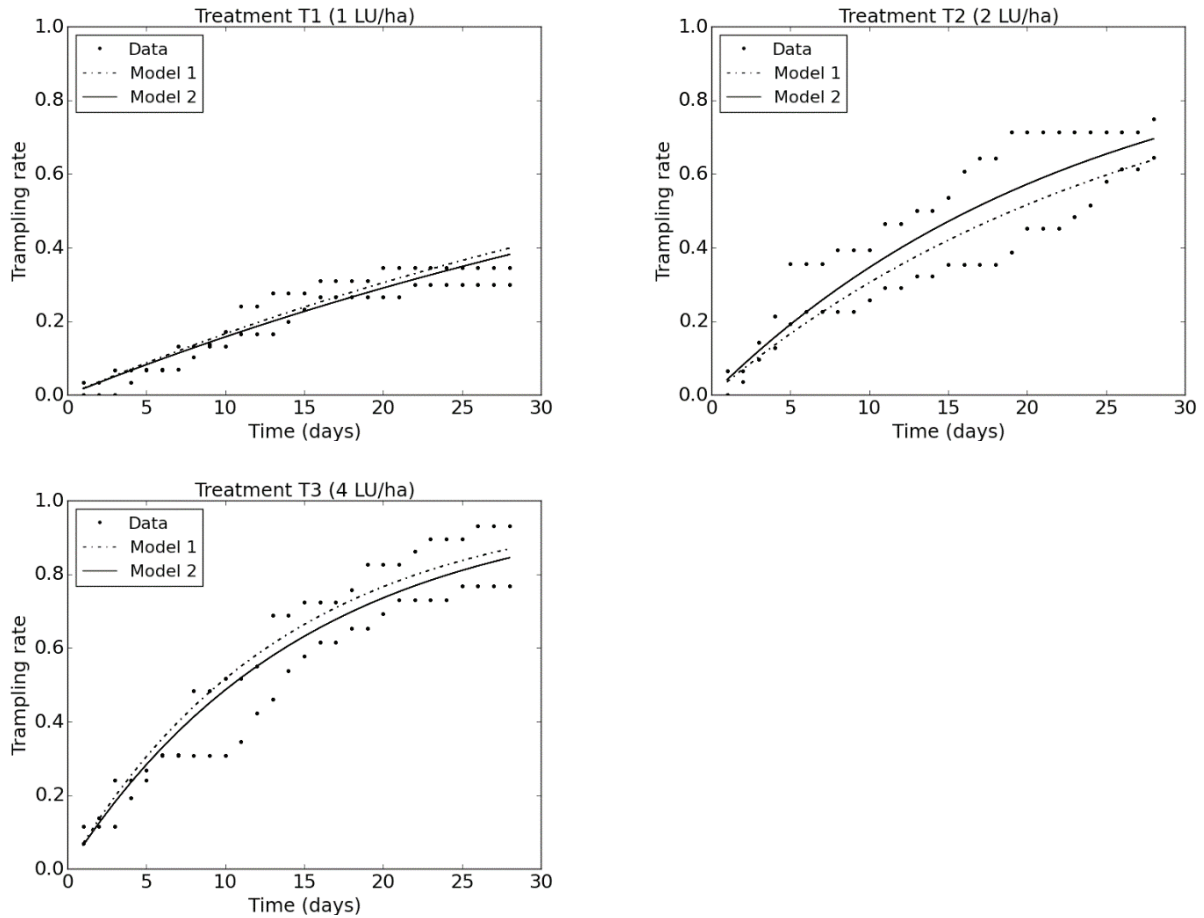 Treatment T1 (1 LU/ha)
1.0
0.8
0.6
0.4
0.2
0.0
Trampling rate
Data
Model 1
Model 2
0 5 10 15 20 25 30
Time (days)
Treatment T2 (2 LU/ha)
1.0
0.8
0.6
0.4
0.2
0.0
Trampling rate
Data
Model 1
Model 2
0 5 10 15 20 25 30
Time (days)
Treatment T3 (4 LU/ha)
1.0
0.8
0.6
0.4
0.2
0.0
Trampling rate
Data
Model 1
Model 2
0 5 10 15 20 25 30
Time (days)